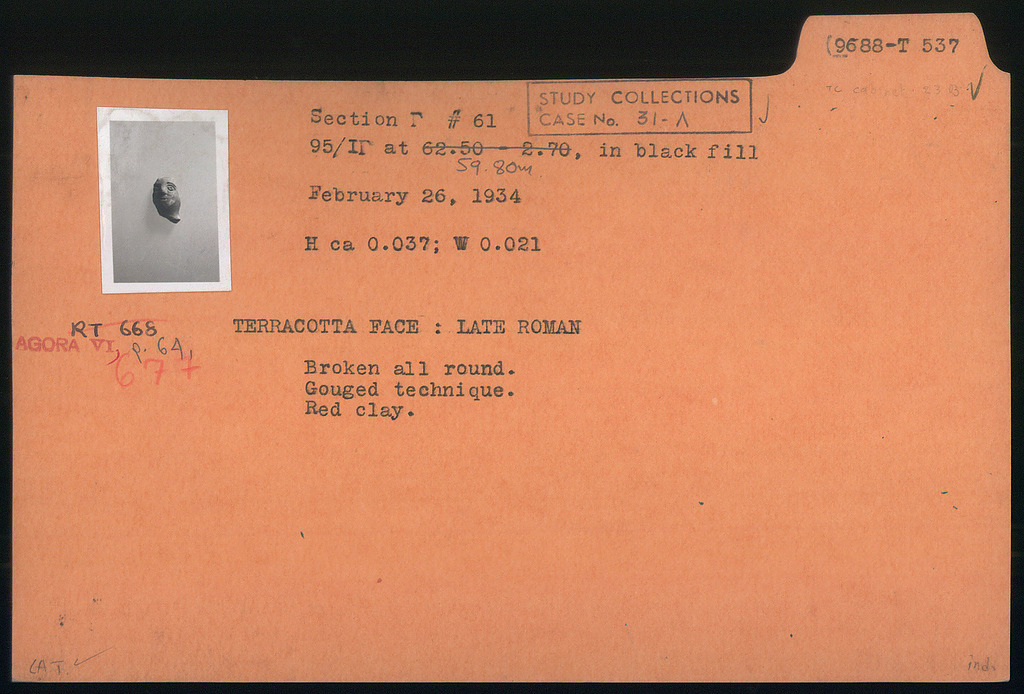 (9688-T 537
STUDY COLLECTIONS
CASE No. 31-Λ
Section Γ # 61
95/ΙΓ at 62.50 - 2.70, in black fill
59.80m
February 26, 1934
H ca 0.037; W 0.021
RT 668
AGORA VI, p. 64,
677
TERRACOTTA FACE : LATE ROMAN
Broken all round.
Gouged technique.
Red clay.
CAT. ✓
ind.